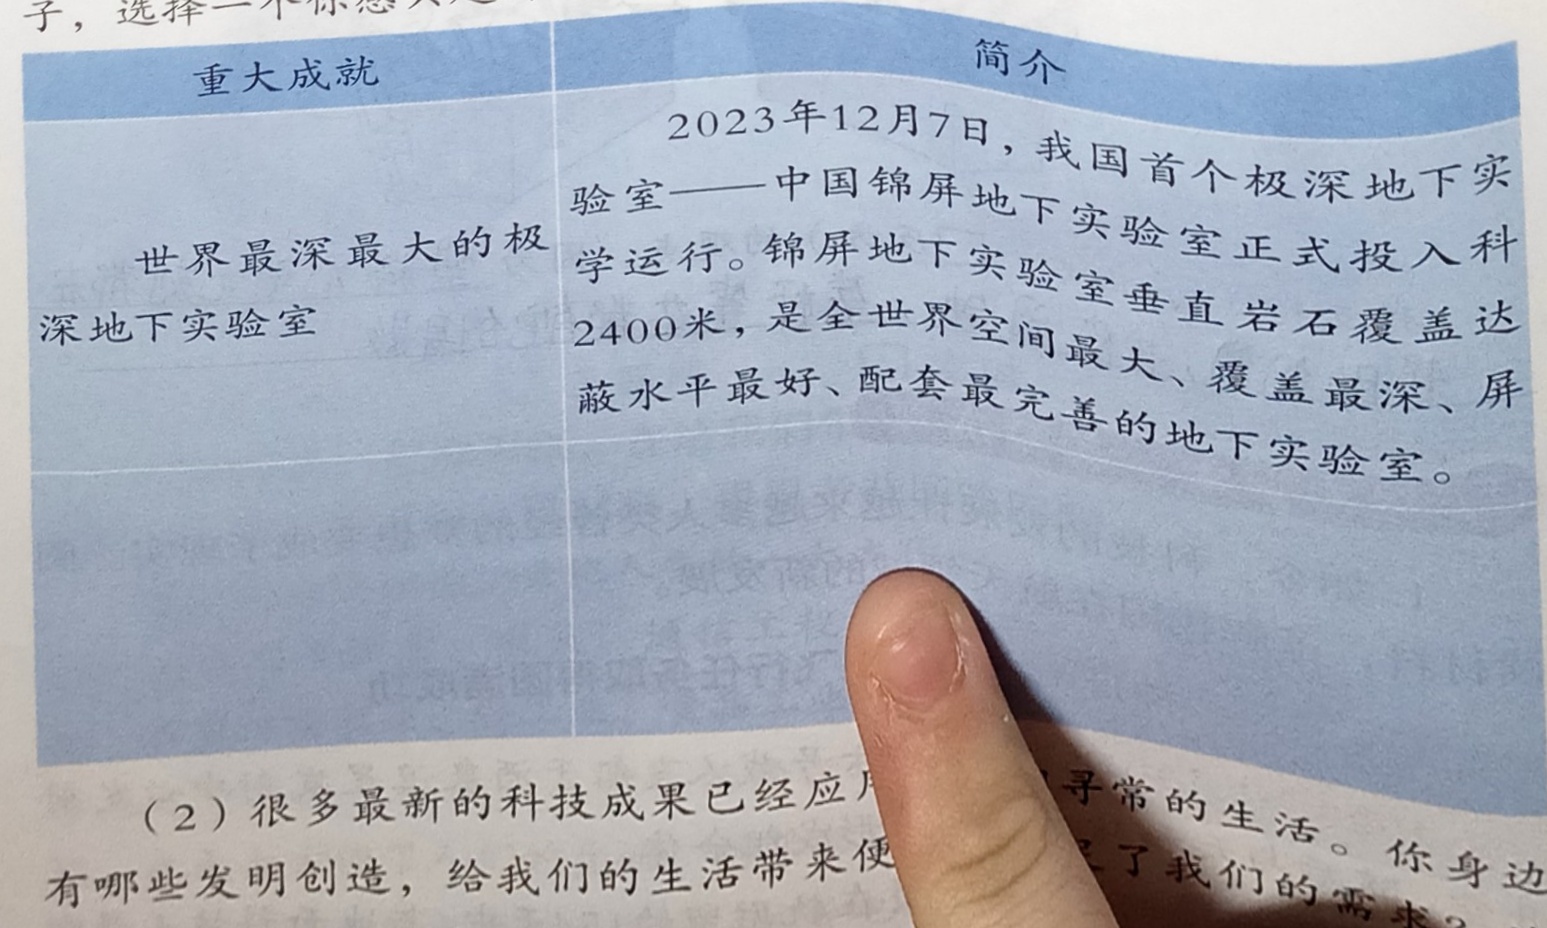 子，选择一个你感兴
重大成就
简介
世界最深最大的极
深地下实验室
2023年12月7日，我国首个极深地下实
验室——中国锦屏地下实验室正式投入科
学运行。锦屏地下实验室垂直岩石覆盖达
2400米，是全世界空间最大、覆盖最深、屏
蔽水平最好、配套最完善的地下实验室。
（2）很多最新的科技成果已经应 寻常的生活。你身边
有哪些发明创造，给我们的生活带来便 了我们的需求？